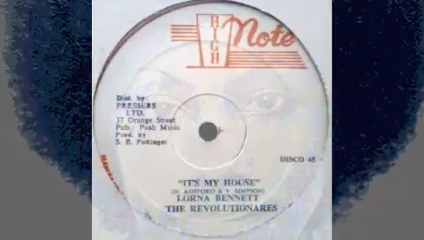 HIGH Note
Dist. by:
PRESSERS
LTD.
37 Orange Street
Pub.: Push Music
Prod. by
S. E. Pottinger
DISCO 45
"IT'S MY HOUSE"
(N. ASHFORD & V. SIMPSON)
LORNA BENNETT
THE REVOLUTIONARES